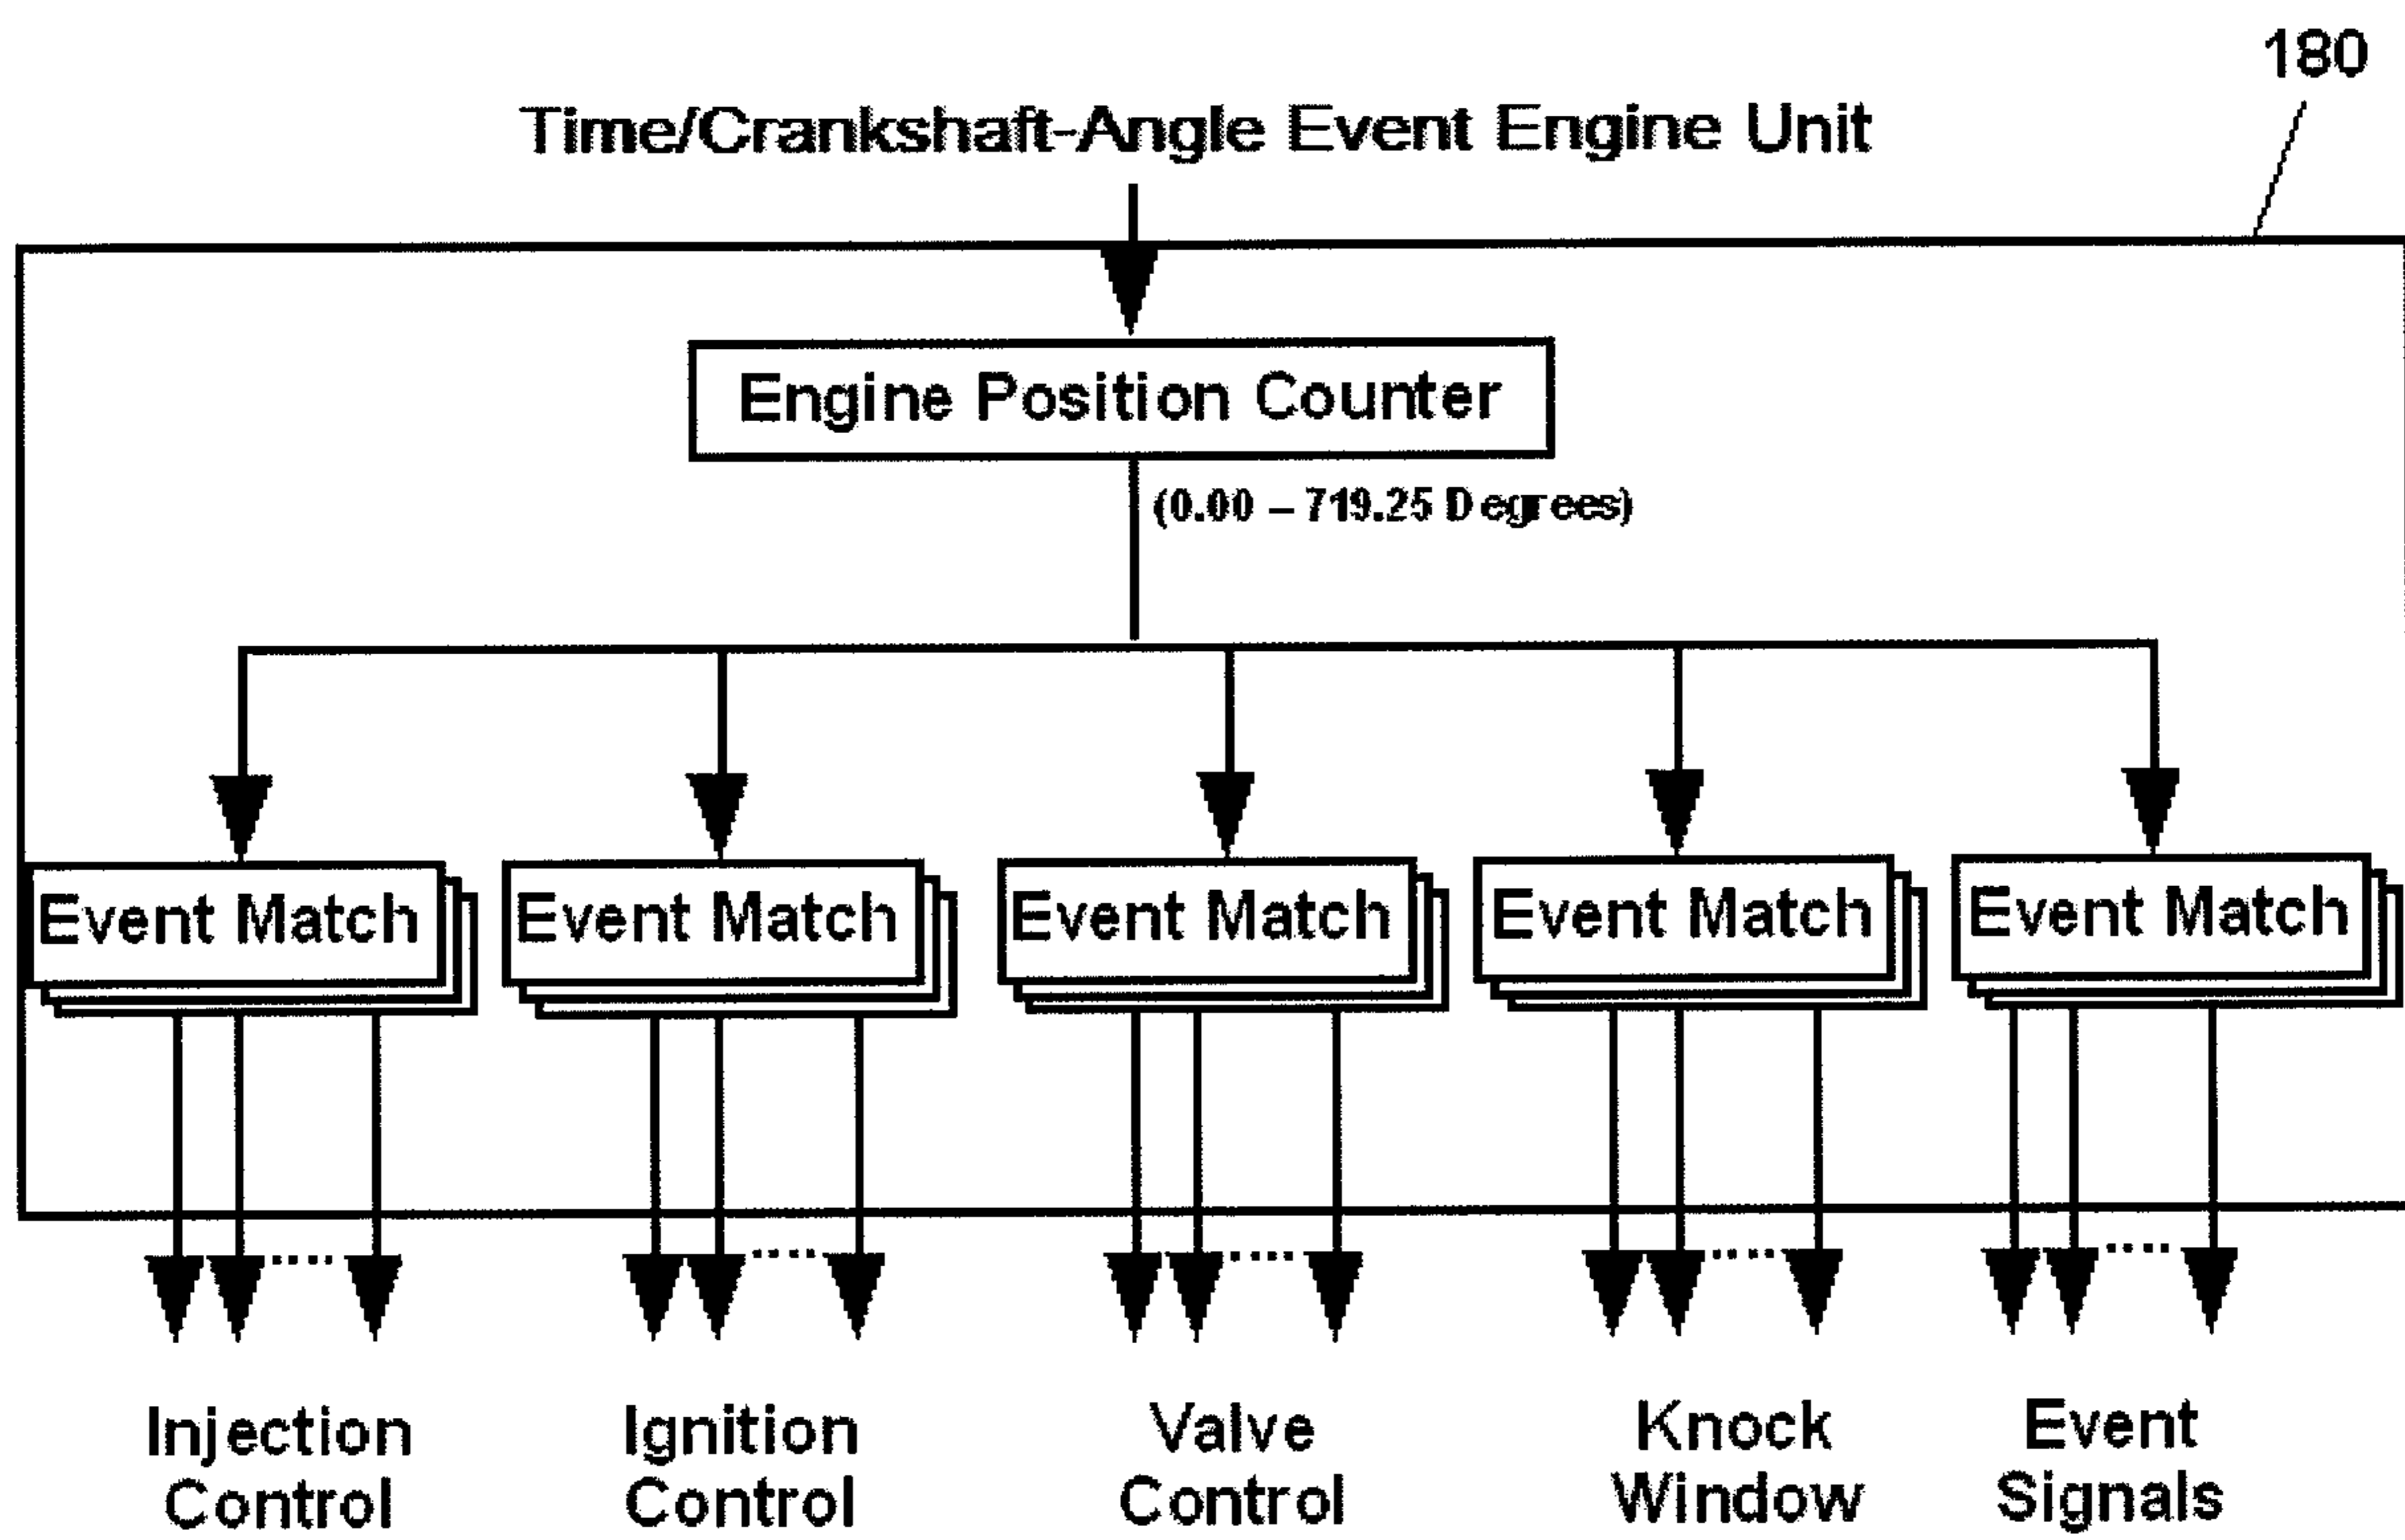 180
Time/Crankshaft-Angle Event Engine Unit
Engine Position Counter
(0.00 – 719.25 Degrees)
Event Match
Event Match
Event Match
Event Match
Event Match
Injection
Control
Ignition
Control
Valve
Control
Knock
Window
Event
Signals